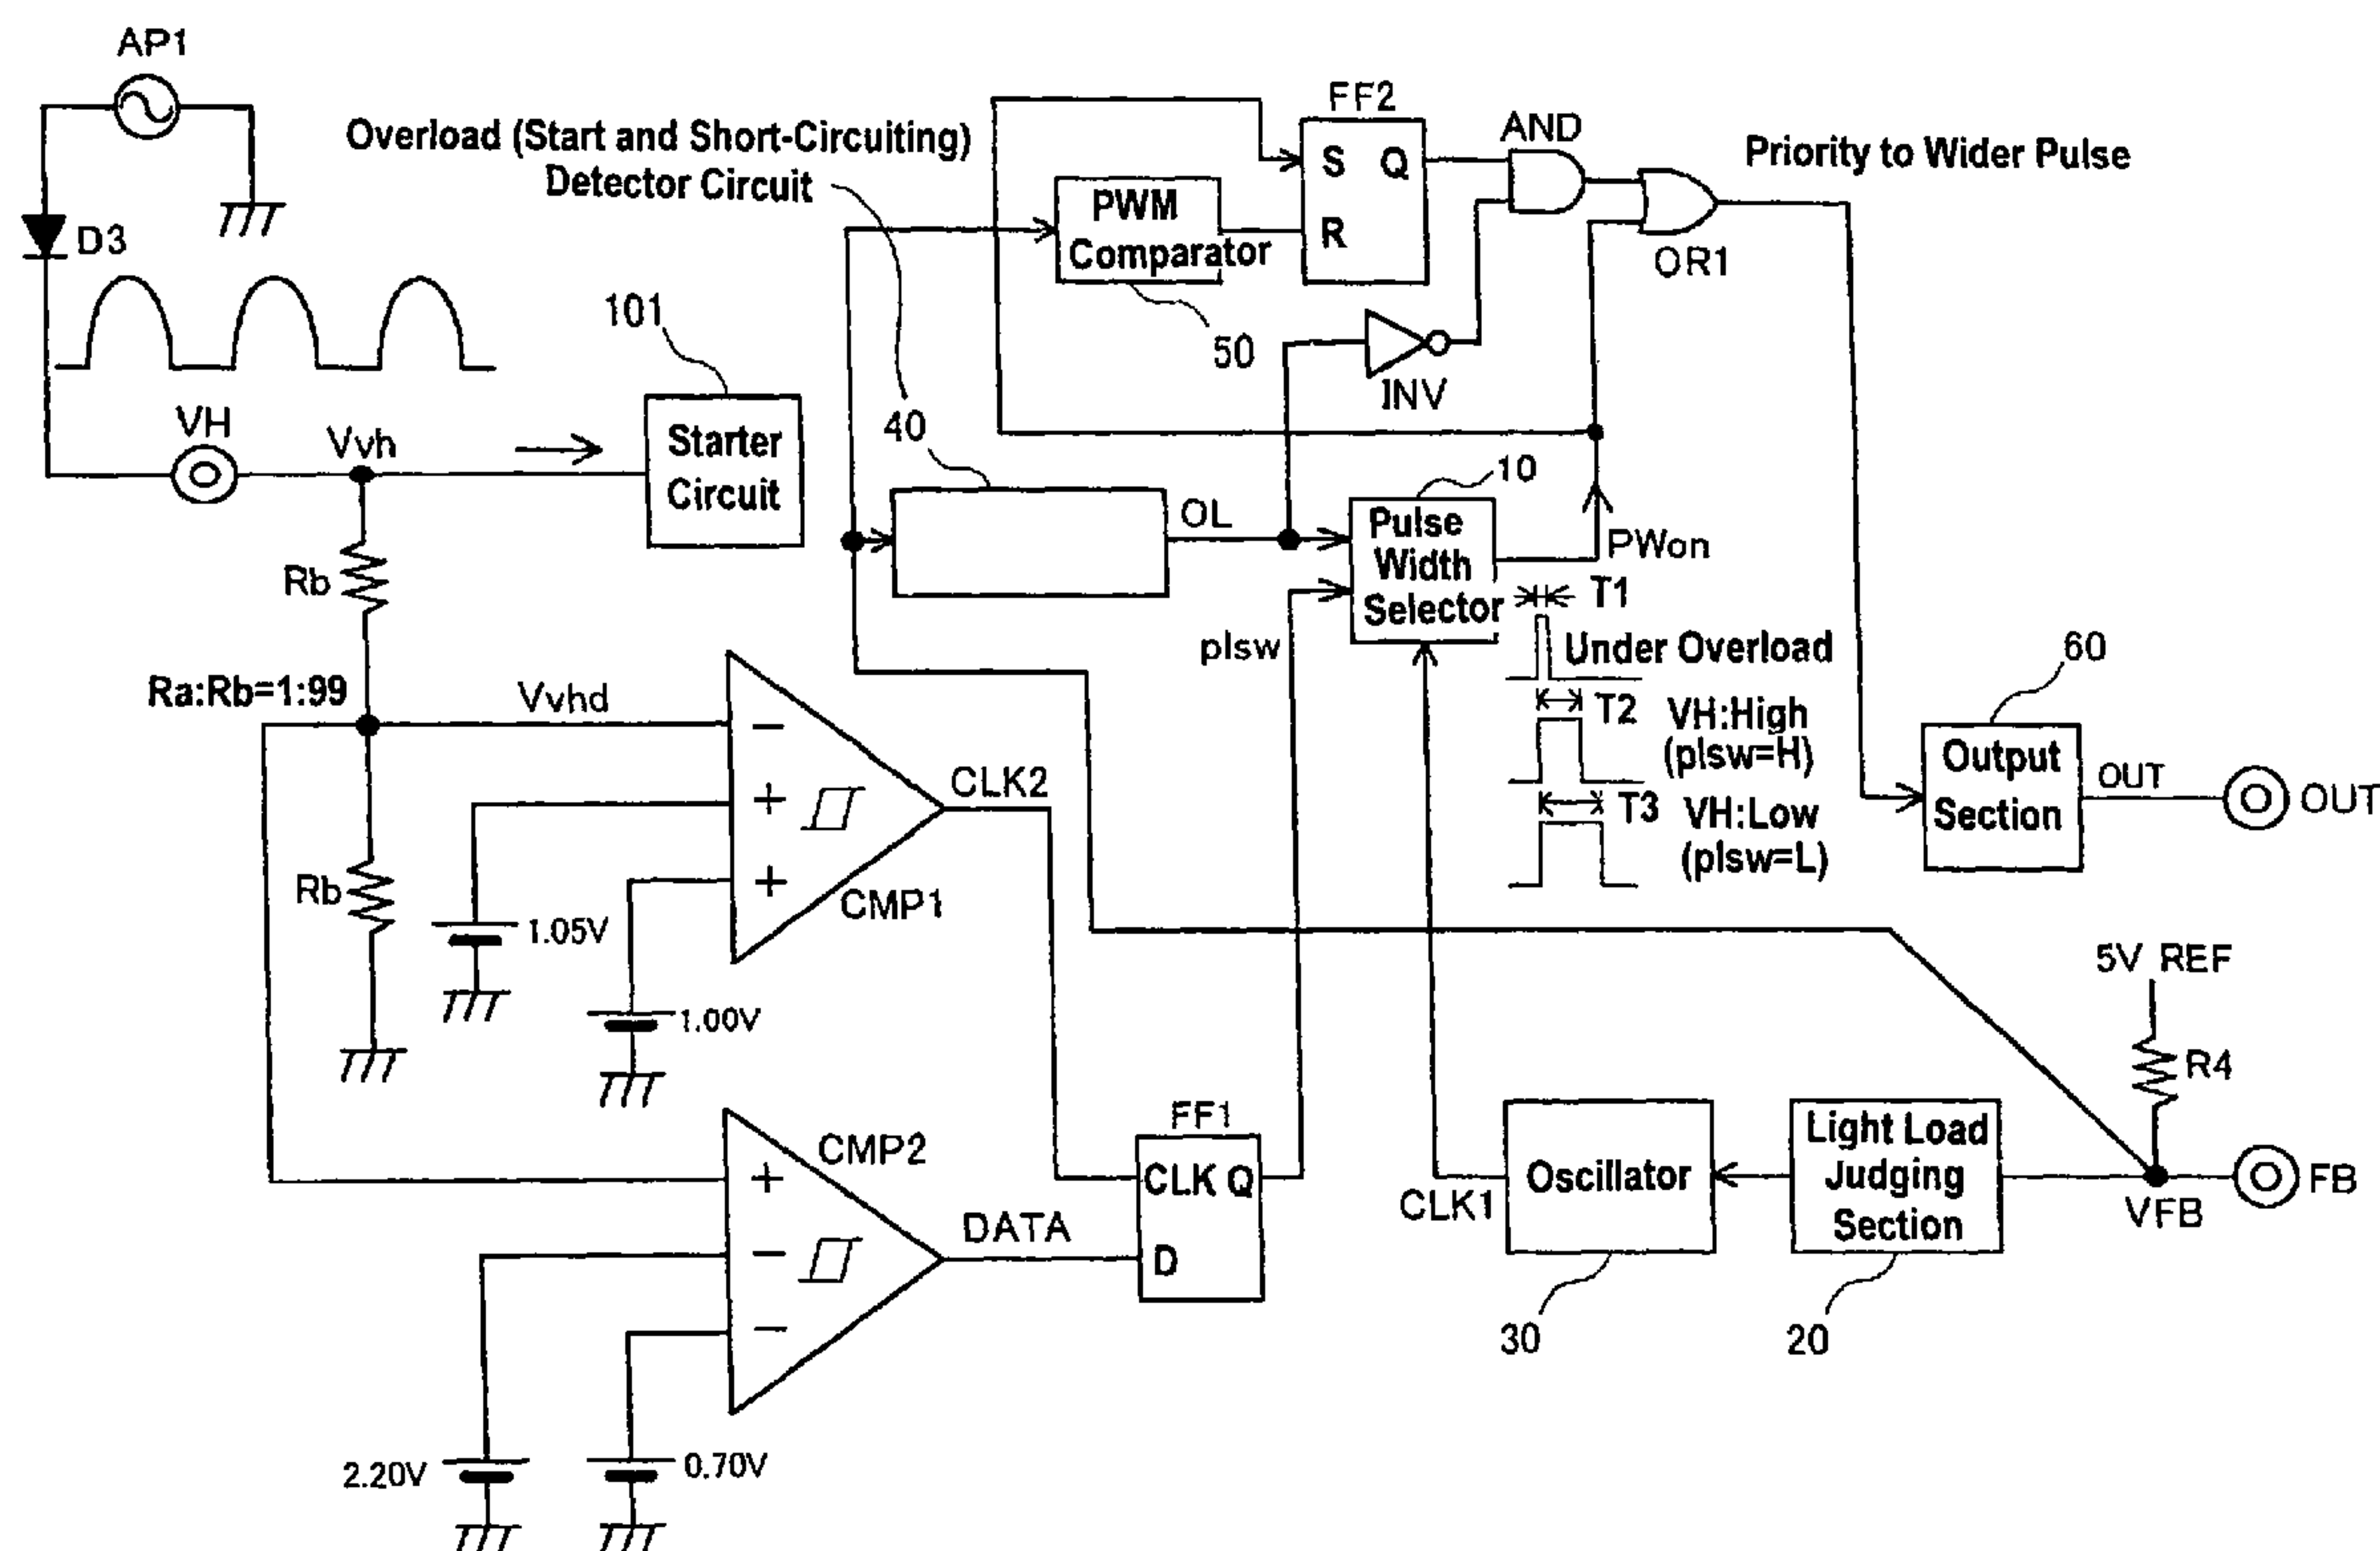 AP1
D3
VH
Vvh
101
Starter
Circuit
Rb
Ra:Rb=1:99
Vvhd
Rb
1.05V
1.00V
CLK2
CMP1
CMP2
DATA
2.20V
0.70V
FF1
CLK Q
D
Overload (Start and Short-Circuiting)
Detector Circuit
40
PWM
Comparator
50
FF2
S Q
R
AND
OR1
INV
Priority to Wider Pulse
OL
10
Pulse
Width
Selector
PWon
plsw
T1
Under Overload
T2
VH:High
(plsw=H)
T3
VH:Low
(plsw=L)
60
Output
Section
OUT
OUT
5V REF
R4
FB
VFB
Light Load
Judging
Section
20
Oscillator
30
CLK1